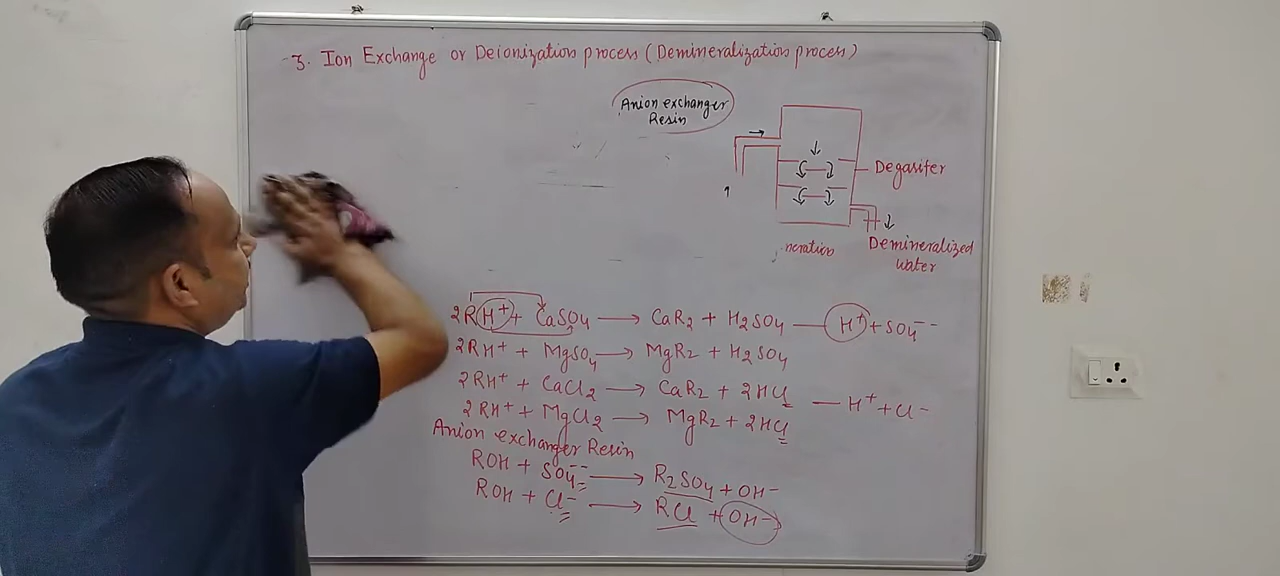 3. Ion Exchange or Deionization process (Demineralization process)
Anion exchanger
Resin
Degasifer
neration
Demineralized
water
2RH⁺ + CaSO₄ → CaR₂ + H₂SO₄ — H⁺ + SO₄⁻⁻
2RH⁺ + MgSO₄ → MgR₂ + H₂SO₄
2RH⁺ + CaCl₂ → CaR₂ + 2HCl — H⁺ + Cl⁻
2RH⁺ + MgCl₂ → MgR₂ + 2HCl
Anion exchanger Resin
ROH + SO₄⁻⁻ → R₂SO₄ + OH⁻
ROH + Cl⁻ → RCl + OH⁻